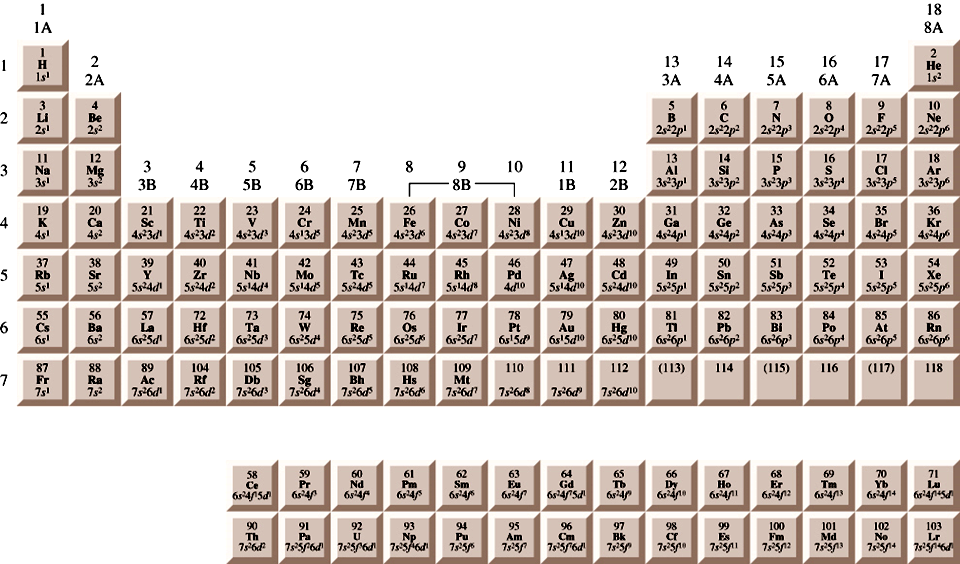 1 18
1A 8A
1 2 13 14 15 16 17 2
H 2A 3A 4A 5A 6A 7A He
1s¹ 1s²
1
3 4 5 6 7 8 9 10
Li Be B C N O F Ne
2s¹ 2s² 2s²2p¹ 2s²2p² 2s²2p³ 2s²2p⁴ 2s²2p⁵ 2s²2p⁶
2
11 12 13 14 15 16 17 18
Na Mg Al Si P S Cl Ar
3s¹ 3s² 3s²3p¹ 3s²3p² 3s²3p³ 3s²3p⁴ 3s²3p⁵ 3s²3p⁶
3
3 4 5 6 7 8 9 10 11 12
3B 4B 5B 6B 7B 8B 1B 2B
19 20 21 22 23 24 25 26 27 28 29 30 31 32 33 34 35 36
K Ca Sc Ti V Cr Mn Fe Co Ni Cu Zn Ga Ge As Se Br Kr
4s¹ 4s² 4s²3d¹ 4s²3d² 4s²3d³ 4s¹3d⁵ 4s²3d⁵ 4s²3d⁶ 4s²3d⁷ 4s²3d⁸ 4s¹3d¹⁰ 4s²3d¹⁰ 4s²4p¹ 4s²4p² 4s²4p³ 4s²4p⁴ 4s²4p⁵ 4s²4p⁶
4
37 38 39 40 41 42 43 44 45 46 47 48 49 50 51 52 53 54
Rb Sr Y Zr Nb Mo Tc Ru Rh Pd Ag Cd In Sn Sb Te I Xe
5s¹ 5s² 5s²4d¹ 5s²4d² 5s¹4d⁴ 5s¹4d⁵ 5s²4d⁵ 5s¹4d⁷ 5s¹4d⁸ 4d¹⁰ 5s¹4d¹⁰ 5s²4d¹⁰ 5s²5p¹ 5s²5p² 5s²5p³ 5s²5p⁴ 5s²5p⁵ 5s²5p⁶
5
55 56 57 72 73 74 75 76 77 78 79 80 81 82 83 84 85 86
Cs Ba La Hf Ta W Re Os Ir Pt Au Hg Tl Pb Bi Po At Rn
6s¹ 6s² 6s²5d¹ 6s²5d² 6s²5d³ 6s²5d⁴ 6s²5d⁵ 6s²5d⁶ 6s²5d⁷ 6s¹5d⁹ 6s¹5d¹⁰ 6s²5d¹⁰ 6s²6p¹ 6s²6p² 6s²6p³ 6s²6p⁴ 6s²6p⁵ 6s²6p⁶
6
87 88 89 104 105 106 107 108 109 110 111 112 (113) 114 (115) 116 (117) 118
Fr Ra Ac Rf Db Sg Bh Hs Mt
7s¹ 7s² 7s²6d¹ 7s²6d² 7s²6d³ 7s²6d⁴ 7s²6d⁵ 7s²6d⁶ 7s²6d⁷ 7s²6d⁸ 7s²6d⁹ 7s²6d¹⁰
7
58 59 60 61 62 63 64 65 66 67 68 69 70 71
Ce Pr Nd Pm Sm Eu Gd Tb Dy Ho Er Tm Yb Lu
6s²4f¹5d¹ 6s²4f³ 6s²4f⁴ 6s²4f⁵ 6s²4f⁶ 6s²4f⁷ 6s²4f⁷5d¹ 6s²4f⁹ 6s²4f¹⁰ 6s²4f¹¹ 6s²4f¹² 6s²4f¹³ 6s²4f¹⁴ 6s²4f¹⁴5d¹
90 91 92 93 94 95 96 97 98 99 100 101 102 103
Th Pa U Np Pu Am Cm Bk Cf Es Fm Md No Lr
7s²6d² 7s²5f²6d¹ 7s²5f³6d¹ 7s²5f⁴6d¹ 7s²5f⁶ 7s²5f⁷ 7s²5f⁷6d¹ 7s²5f⁹ 7s²5f¹⁰ 7s²5f¹¹ 7s²5f¹² 7s²5f¹³ 7s²5f¹⁴ 7s²5f¹⁴6d¹